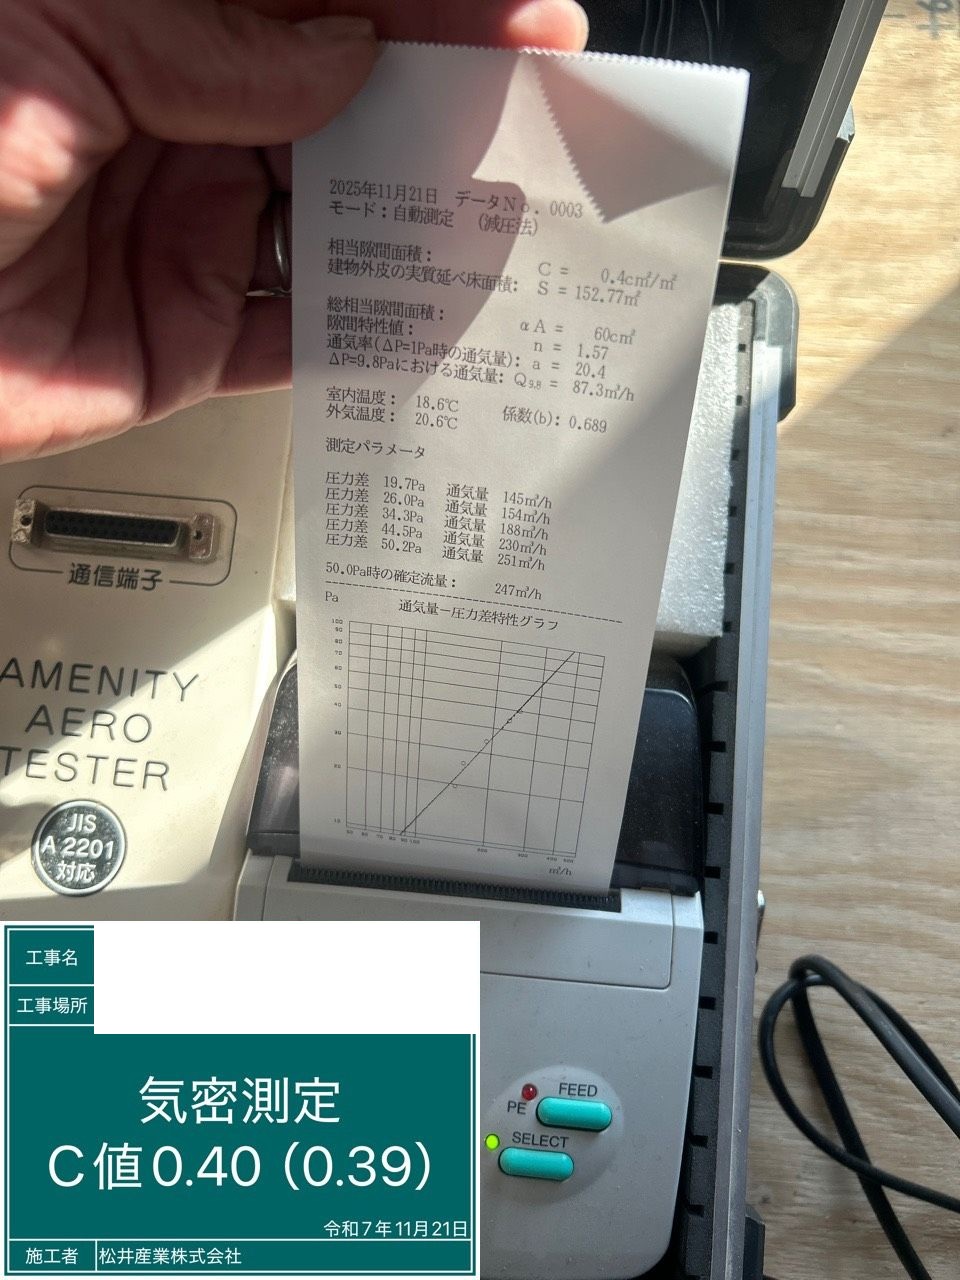 2025年11月21日 データNo. 0003
モード：自動測定 （減圧法）
相当隙間面積： C = 0.4c㎡/㎡
建物外皮の実質延べ床面積： S = 152.77㎡
総相当隙間面積： αA = 60c㎡
隙間特性値： n = 1.57
通気率(ΔP=1Pa時の通気量)： a = 20.4
ΔP=9.8Paにおける通気量： Q9.8 = 87.3㎥/h
室内温度： 18.6℃
外気温度： 20.6℃ 係数(b)： 0.689
測定パラメータ
圧力差 19.7Pa 通気量 145㎥/h
圧力差 26.0Pa 通気量 154㎥/h
圧力差 34.3Pa 通気量 188㎥/h
圧力差 44.5Pa 通気量 230㎥/h
圧力差 50.2Pa 通気量 251㎥/h
50.0Pa時の確定流量： 247㎥/h
Pa 通気量－圧力差特性グラフ
㎥/h
通信端子
AMENITY
AERO
TESTER
JIS
A 2201
対応
FEED
PE
SELECT
工事名
工事場所
気密測定
C値0.40（0.39）
令和7年11月21日
施工者 松井産業株式会社